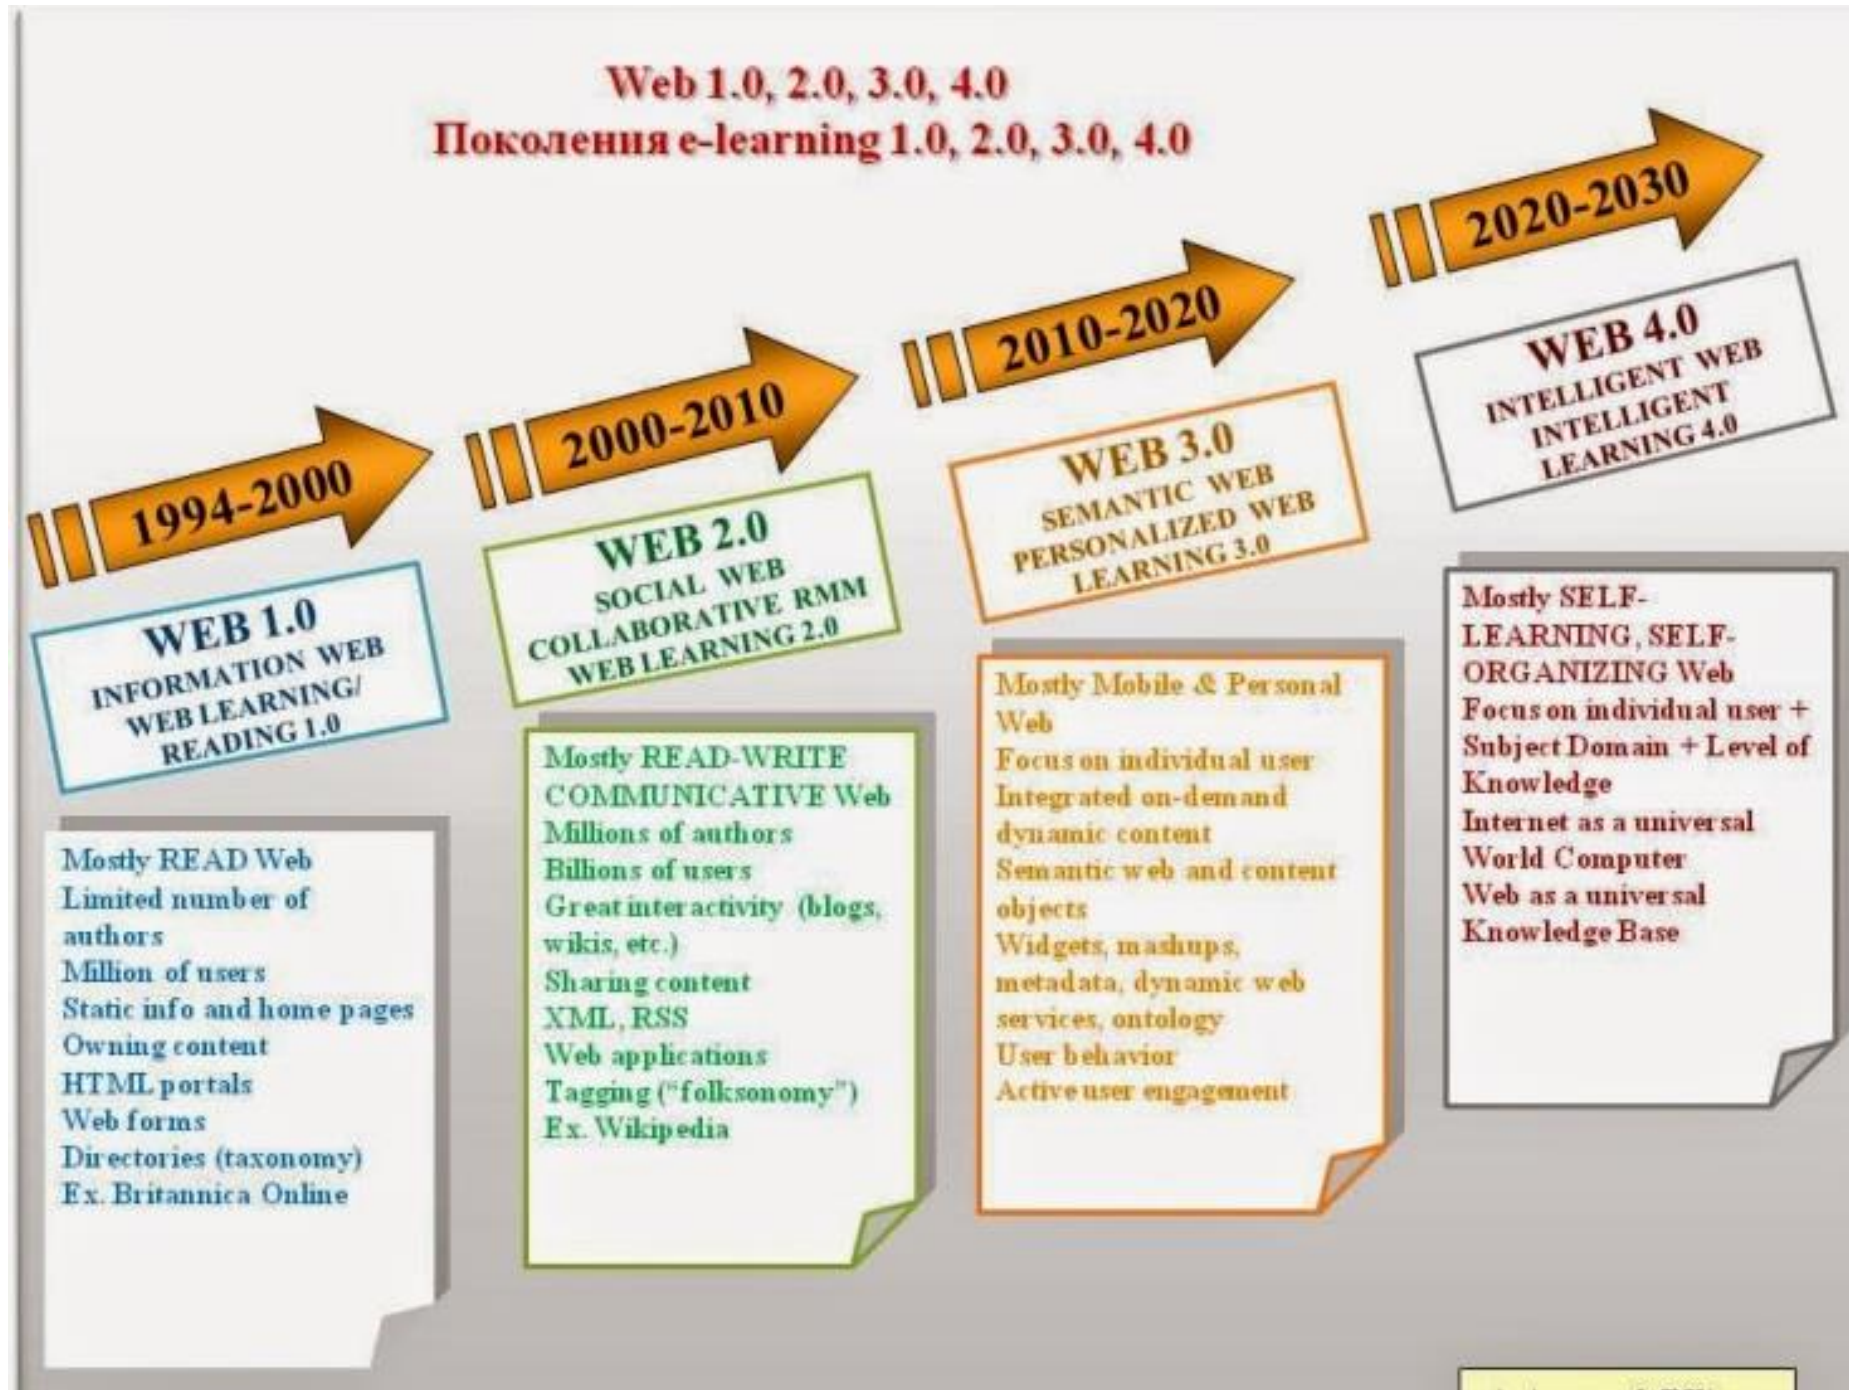 Web 1.0, 2.0, 3.0, 4.0
Поколения e-learning 1.0, 2.0, 3.0, 4.0
1994-2000
WEB 1.0
INFORMATION WEB
WEB LEARNING/
READING 1.0
Mostly READ Web
Limited number of
authors
Million of users
Static info and home pages
Owning content
HTML portals
Web forms
Directories (taxonomy)
Ex. Britannica Online
2000-2010
WEB 2.0
SOCIAL WEB
COLLABORATIVE RMM
WEB LEARNING 2.0
Mostly READ-WRITE
COMMUNICATIVE Web
Millions of authors
Billions of users
Great interactivity (blogs,
wikis, etc.)
Sharing content
XML, RSS
Web applications
Tagging (“folksonomy”)
Ex. Wikipedia
2010-2020
WEB 3.0
SEMANTIC WEB
PERSONALIZED WEB
LEARNING 3.0
Mostly Mobile & Personal
Web
Focus on individual user
Integrated on-demand
dynamic content
Semantic web and content
objects
Widgets, mashups,
metadata, dynamic web
services, ontology
User behavior
Active user engagement
2020-2030
WEB 4.0
INTELLIGENT WEB
INTELLIGENT
LEARNING 4.0
Mostly SELF-
LEARNING, SELF-
ORGANIZING Web
Focus on individual user +
Subject Domain + Level of
Knowledge
Internet as a universal
World Computer
Web as a universal
Knowledge Base